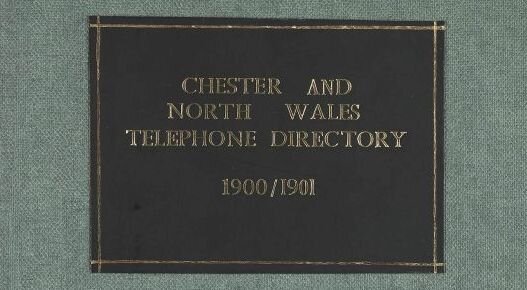 CHESTER AND
NORTH WALES
TELEPHONE DIRECTORY
1900/1901